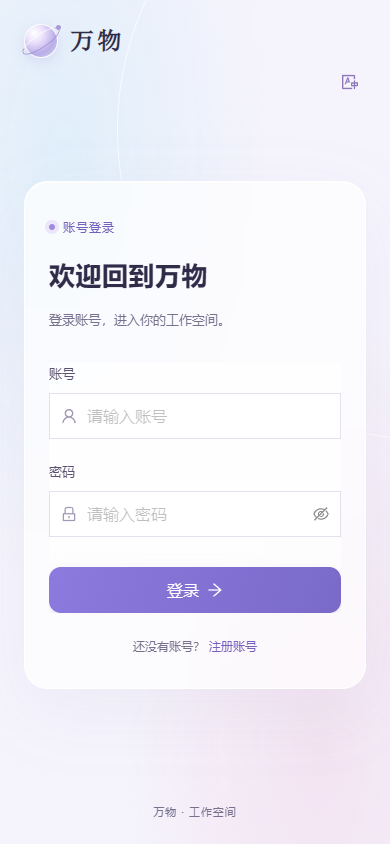 万物
账号登录
欢迎回到万物
登录账号，进入你的工作空间。
账号
请输入账号
密码
请输入密码
登录
还没有账号？ 注册账号
万物 · 工作空间